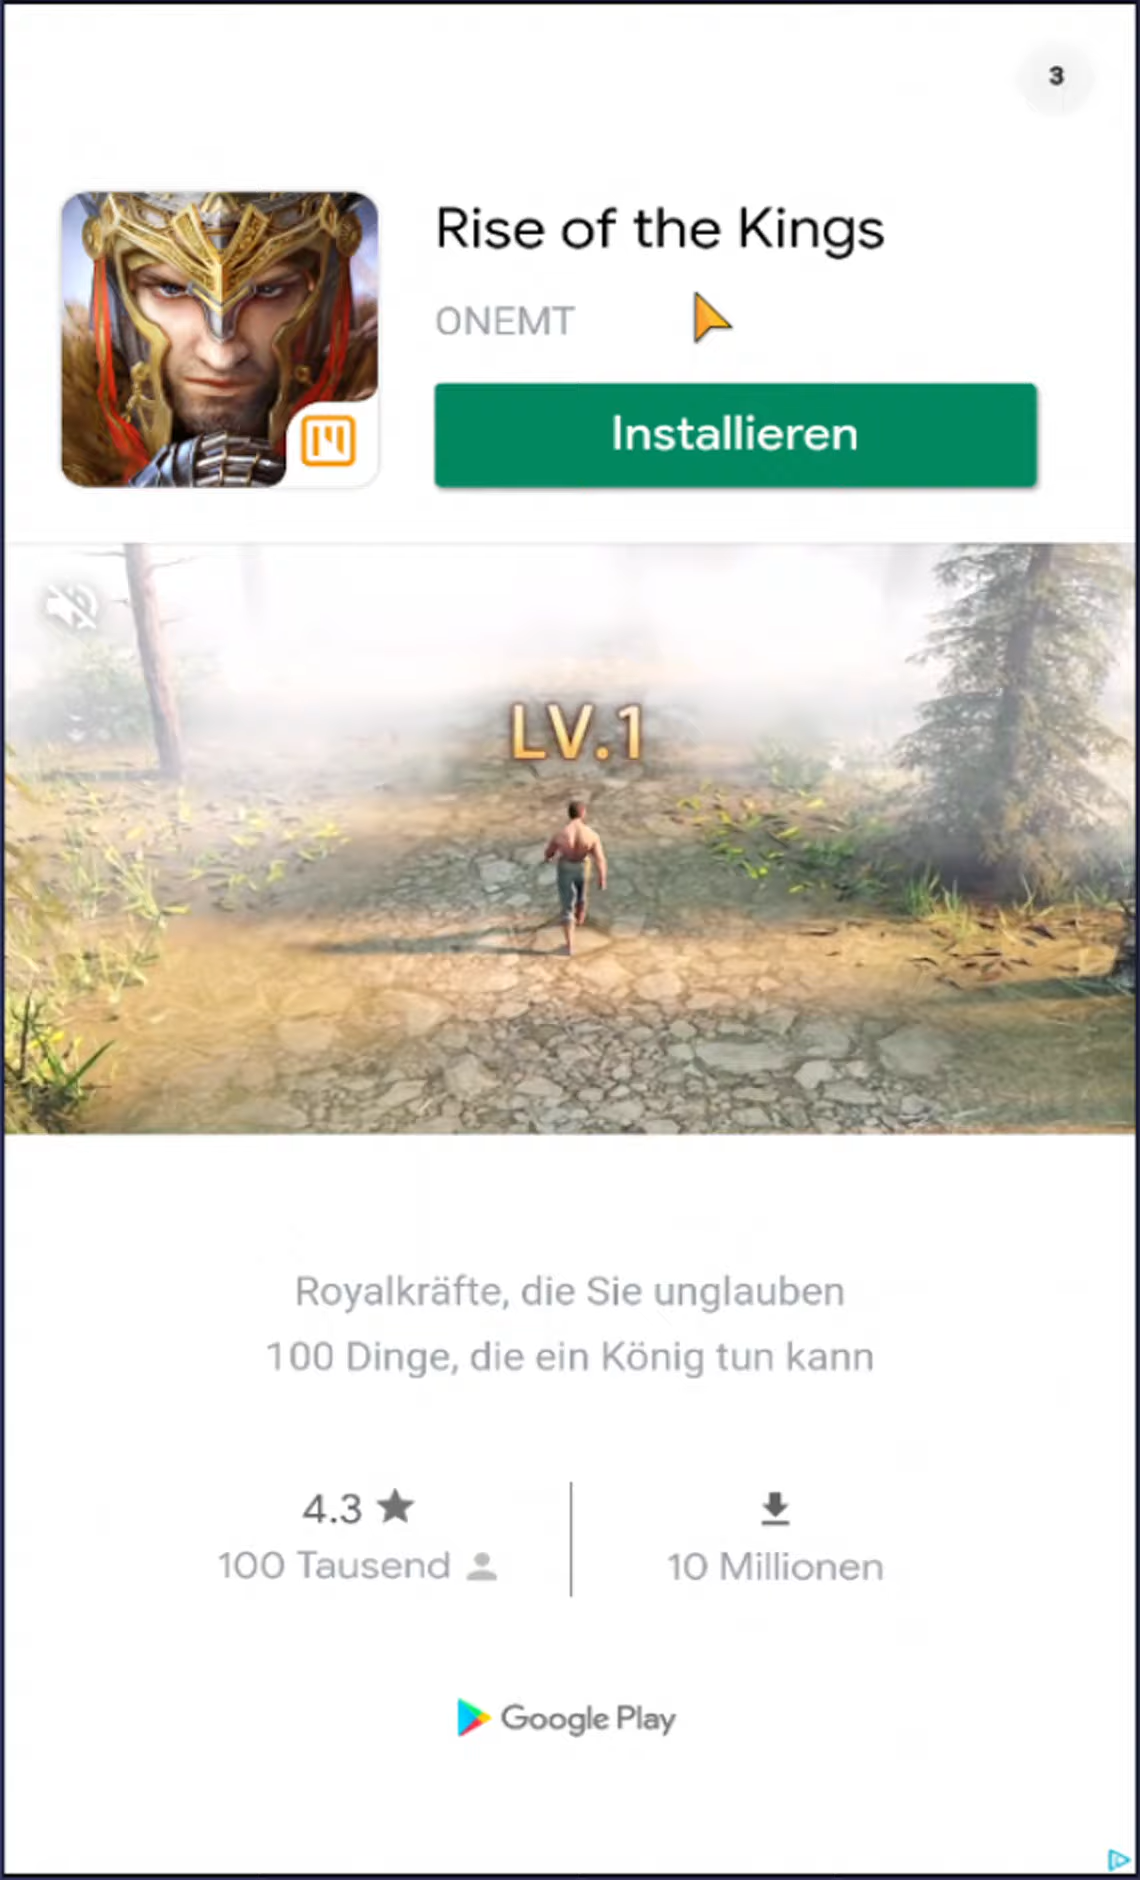 3
Rise of the Kings
ONEMT
Installieren
LV.1
Royalkräfte, die Sie unglauben
100 Dinge, die ein König tun kann
4.3
100 Tausend
10 Millionen
Google Play